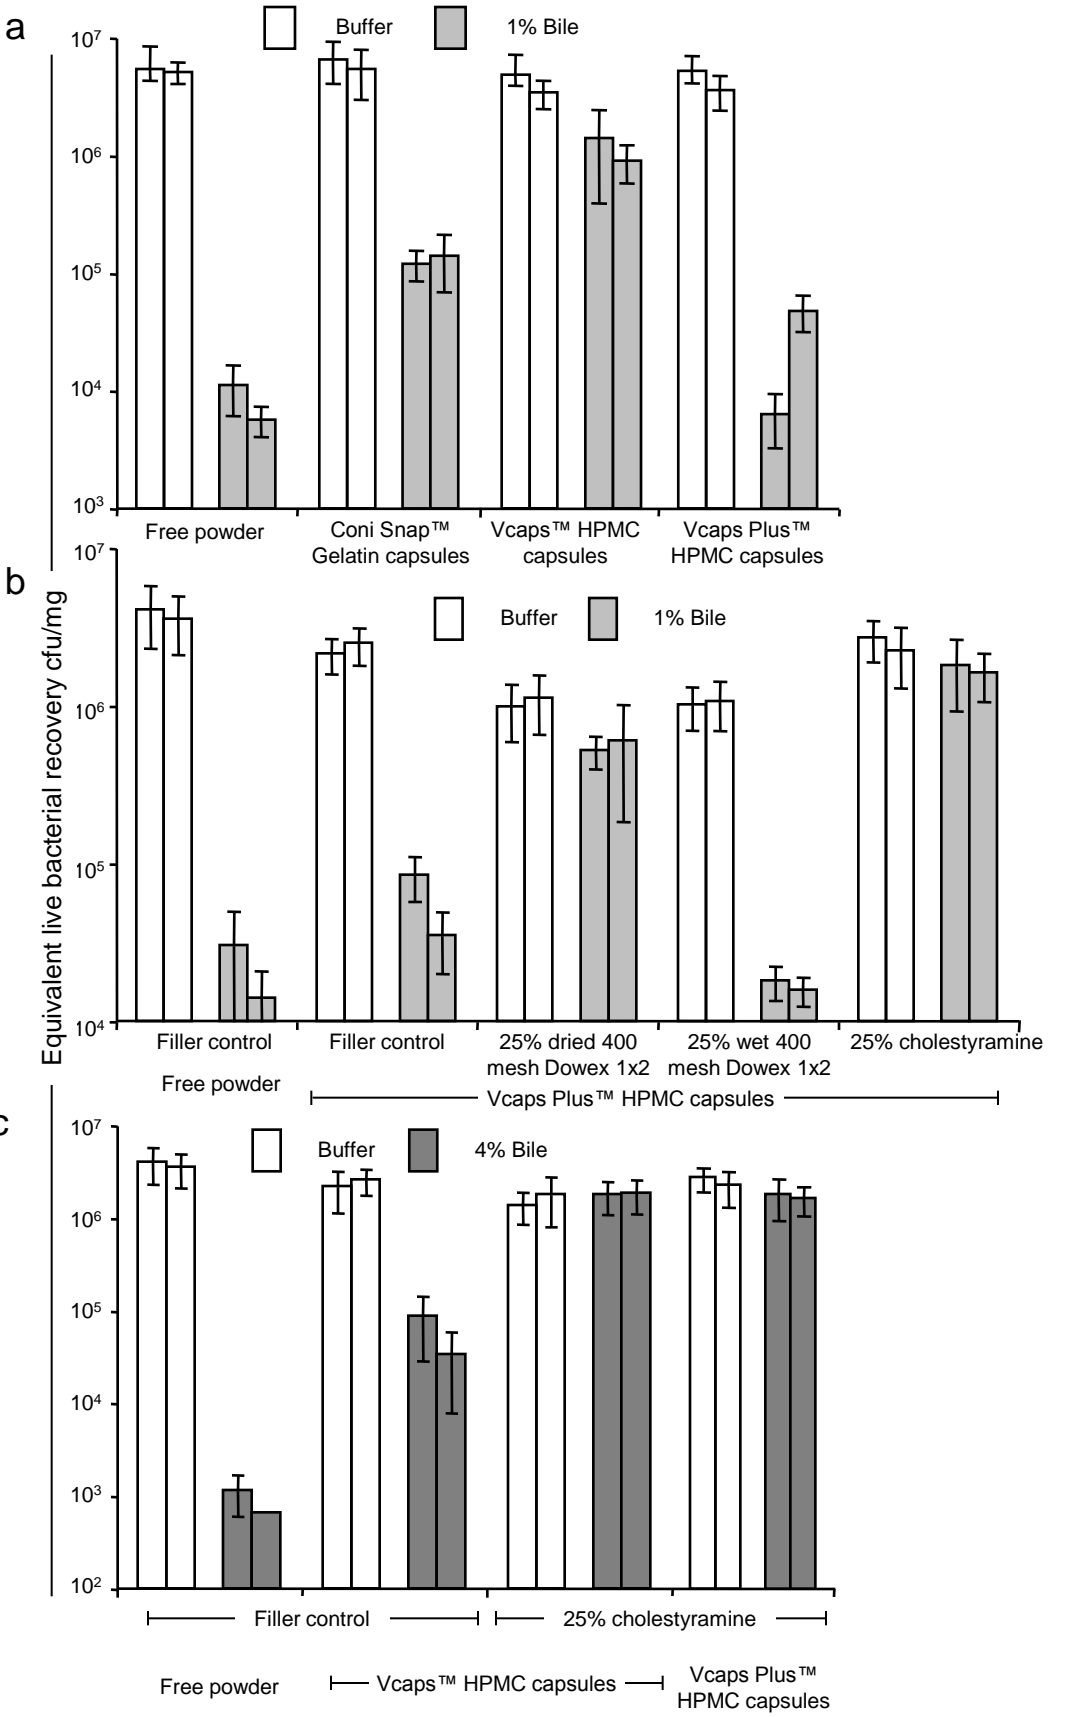 a
Buffer
1% Bile
10⁷
10⁶
10⁵
10⁴
10³
Free powder
Coni Snap™
Gelatin capsules
Vcaps™ HPMC
capsules
Vcaps Plus™
HPMC capsules
b
Equivalent live bacterial recovery cfu/mg
Buffer
1% Bile
10⁷
10⁶
10⁵
10⁴
Filler control
Filler control
25% dried 400
mesh Dowex 1x2
25% wet 400
mesh Dowex 1x2
25% cholestyramine
Free powder
Vcaps Plus™ HPMC capsules
c
Buffer
4% Bile
10⁷
10⁶
10⁵
10⁴
10³
10²
Filler control
25% cholestyramine
Free powder
Vcaps™ HPMC capsules
Vcaps Plus™
HPMC capsules